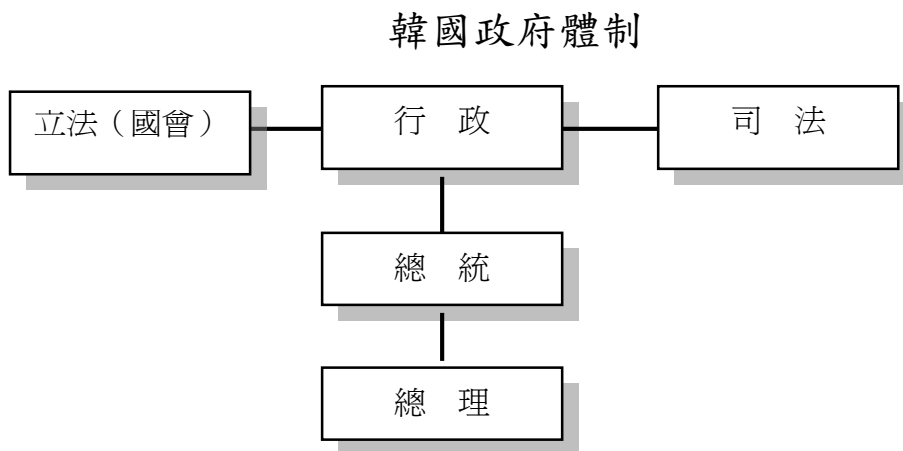 韓國政府體制
立法（國會）
行　政
司　法
總　統
總　理